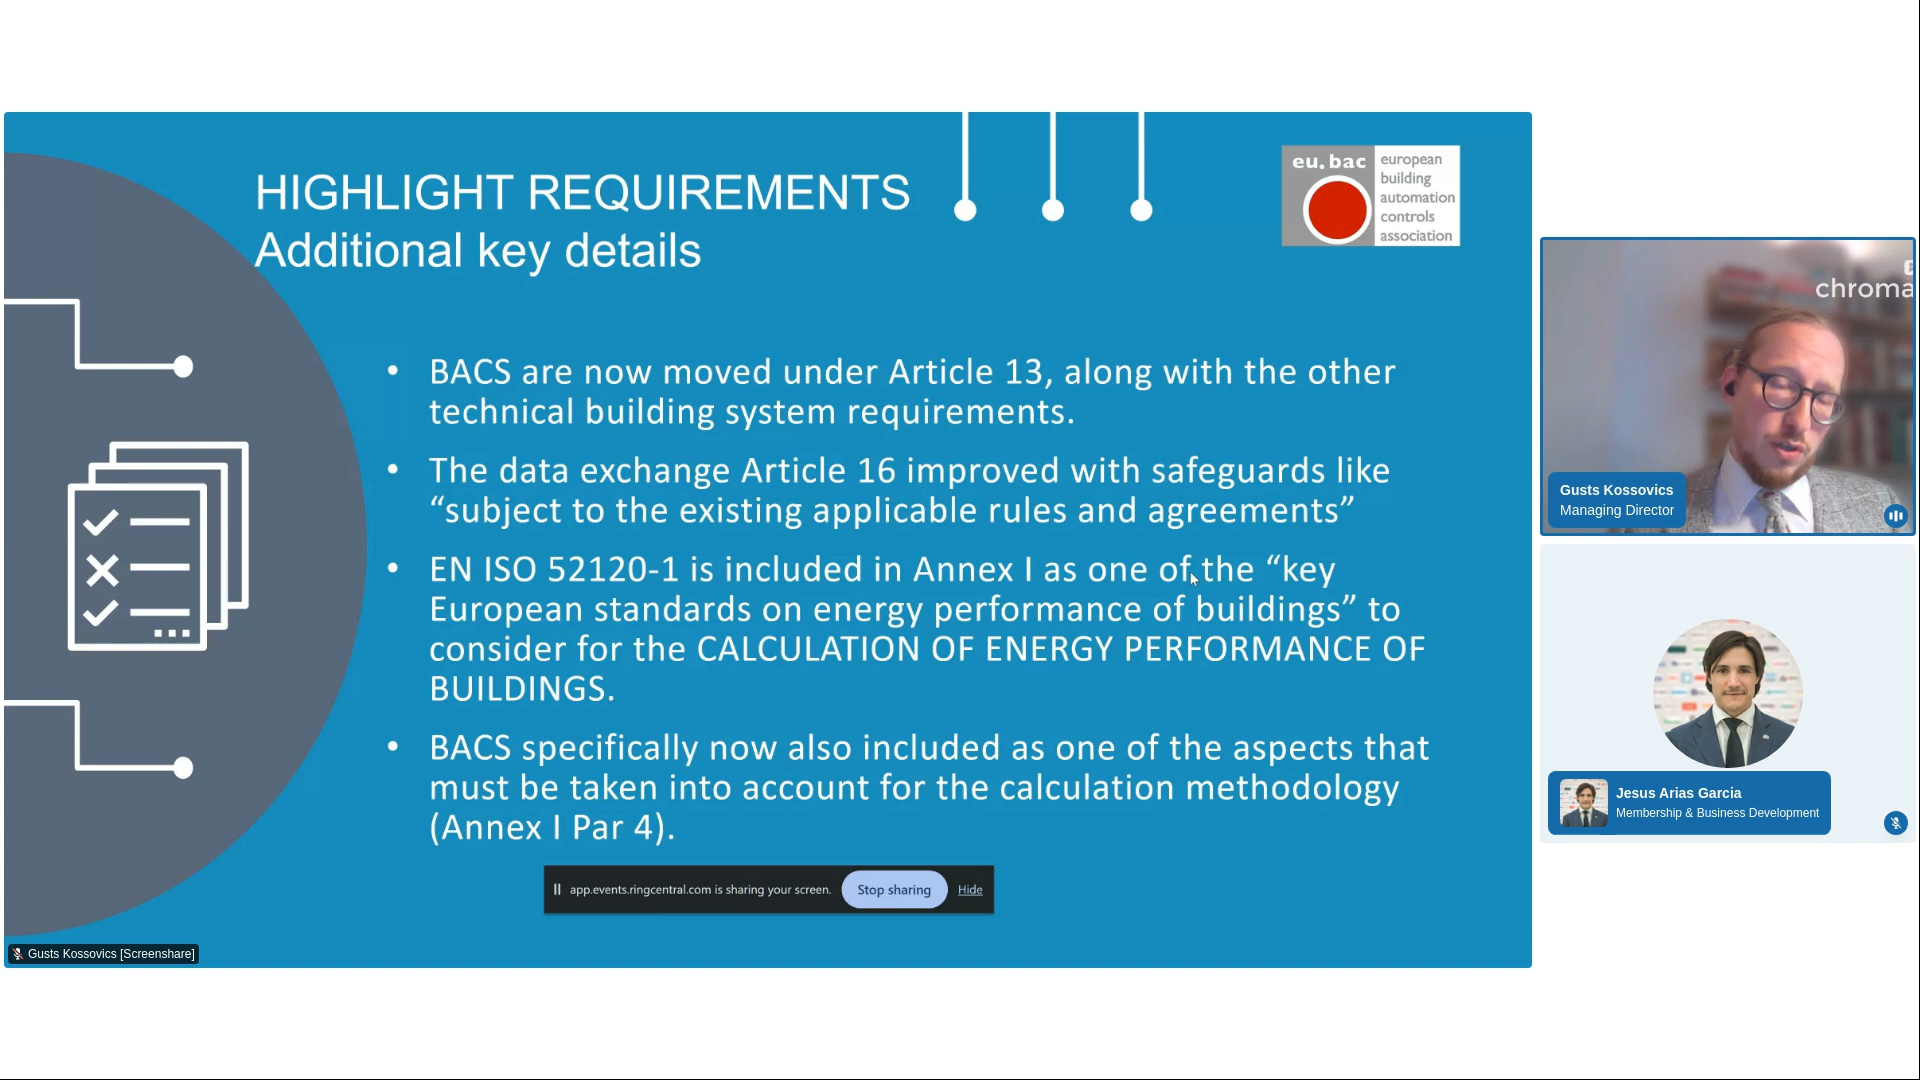 HIGHLIGHT REQUIREMENTS
Additional key details
eu.bac
european
building
automation
controls
association
• BACS are now moved under Article 13, along with the other
technical building system requirements.
• The data exchange Article 16 improved with safeguards like
“subject to the existing applicable rules and agreements”
• EN ISO 52120-1 is included in Annex I as one of the “key
European standards on energy performance of buildings” to
consider for the CALCULATION OF ENERGY PERFORMANCE OF
BUILDINGS.
• BACS specifically now also included as one of the aspects that
must be taken into account for the calculation methodology
(Annex I Par 4).
app.events.ringcentral.com is sharing your screen.
Stop sharing
Hide
Gusts Kossovics [Screenshare]
chroma
Gusts Kossovics
Managing Director
Jesus Arias Garcia
Membership & Business Development